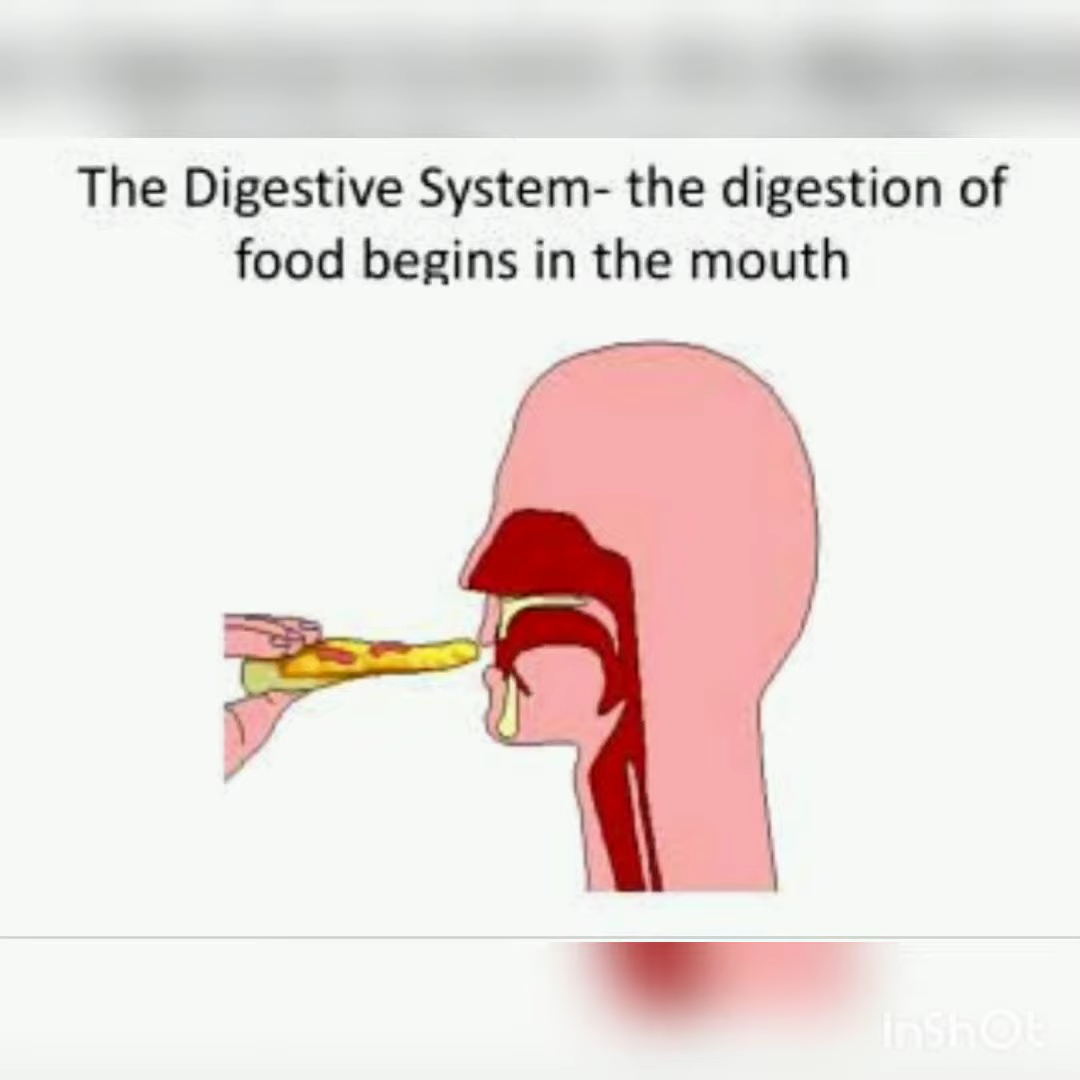 The Digestive System- the digestion of
food begins in the mouth
InShOt